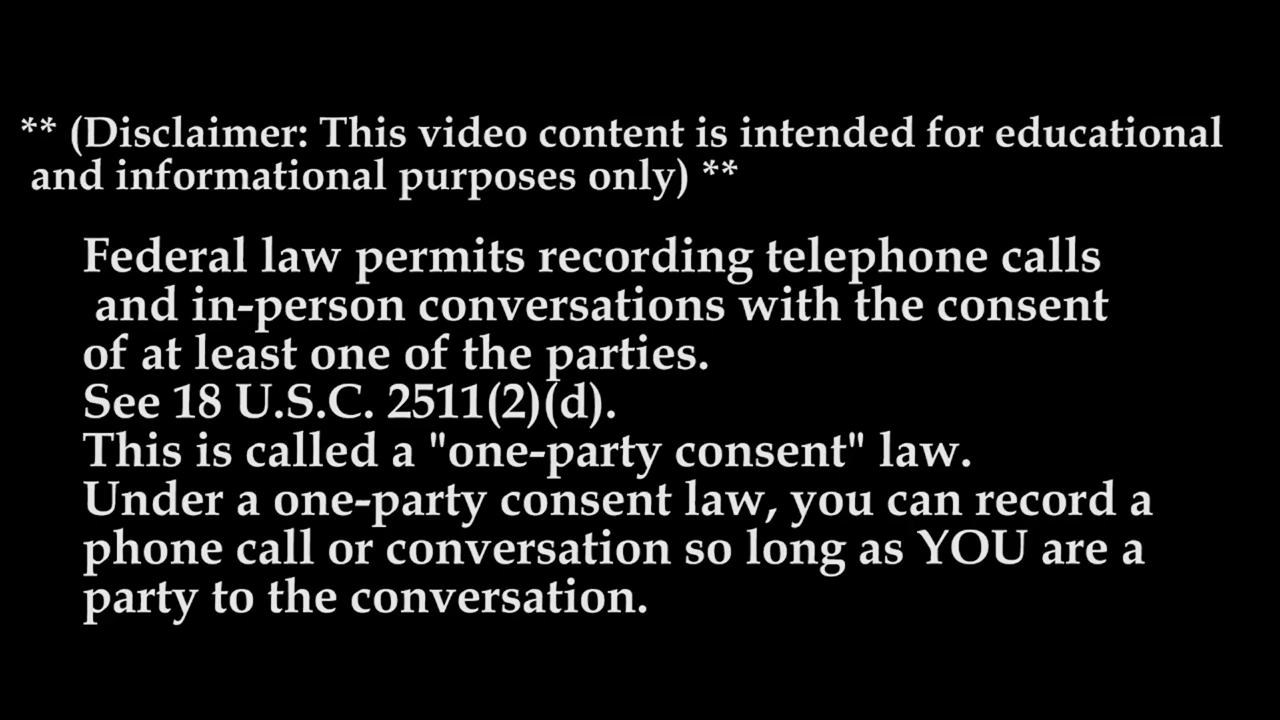 ** (Disclaimer: This video content is intended for educational
and informational purposes only) **
Federal law permits recording telephone calls
and in-person conversations with the consent
of at least one of the parties.
See 18 U.S.C. 2511(2)(d).
This is called a "one-party consent" law.
Under a one-party consent law, you can record a
phone call or conversation so long as YOU are a
party to the conversation.